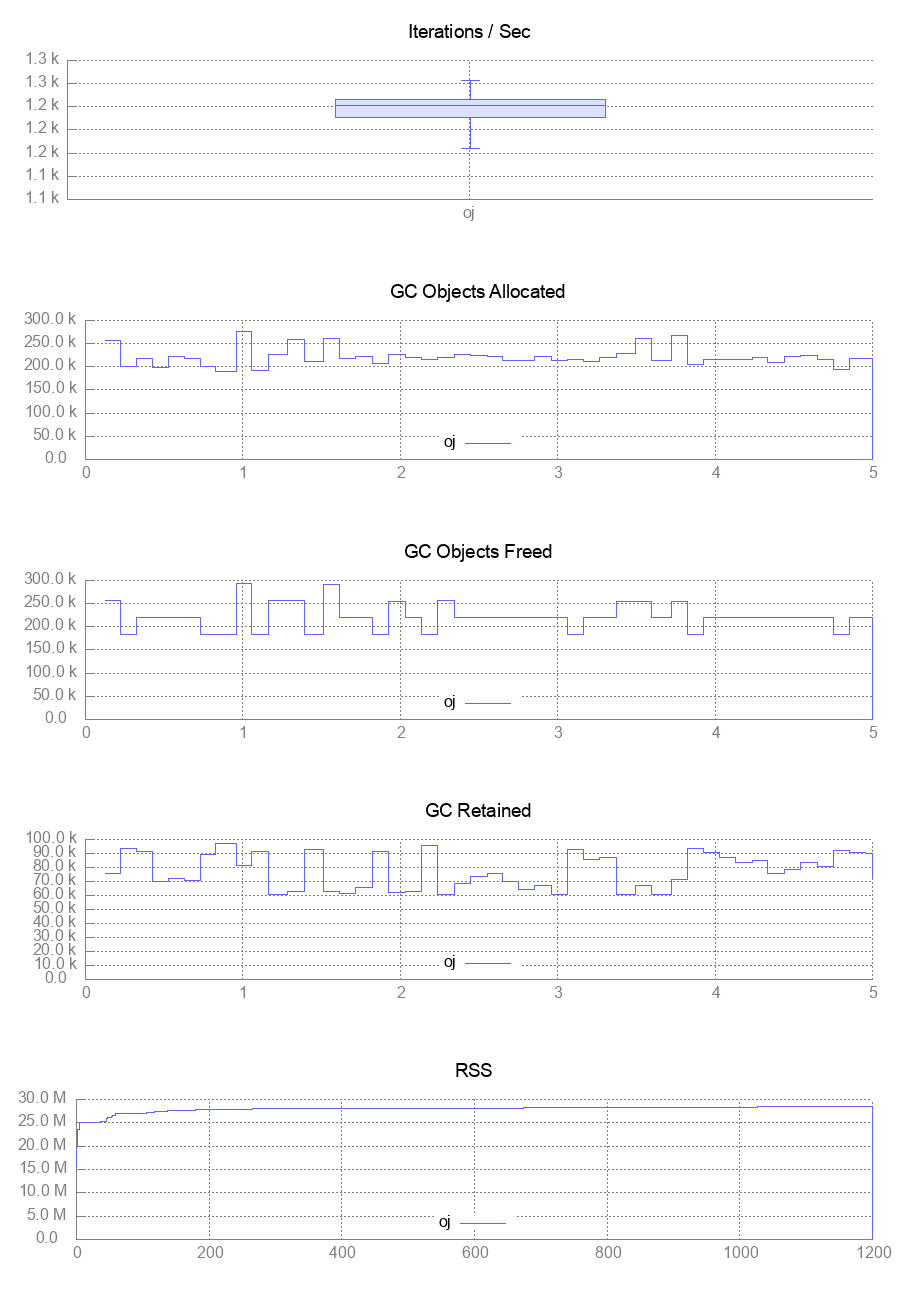 Iterations / Sec
1.3 k
1.3 k
1.2 k
1.2 k
1.2 k
1.1 k
1.1 k
oj
GC Objects Allocated
300.0 k
250.0 k
200.0 k
150.0 k
100.0 k
50.0 k
oj
0.0
0 1 2 3 4 5
GC Objects Freed
300.0 k
250.0 k
200.0 k
150.0 k
100.0 k
50.0 k
oj
0.0
0 1 2 3 4 5
GC Retained
100.0 k
90.0 k
80.0 k
70.0 k
60.0 k
50.0 k
40.0 k
30.0 k
20.0 k
10.0 k
oj
0.0
0 1 2 3 4 5
RSS
30.0 M
25.0 M
20.0 M
15.0 M
10.0 M
5.0 M
oj
0.0
0 200 400 600 800 1000 1200